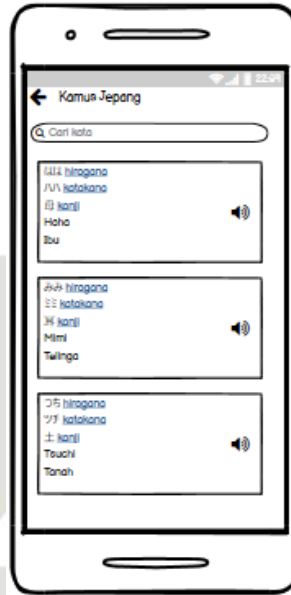 22:09
Kamus Jepang
Cari kata
はは hiragana
ハハ katakana
母 kanji
Haha
Ibu
みみ hiragana
ミミ katakana
耳 kanji
Mimi
Telinga
つち hiragana
ツチ katakana
土 kanji
Tsuchi
Tanah